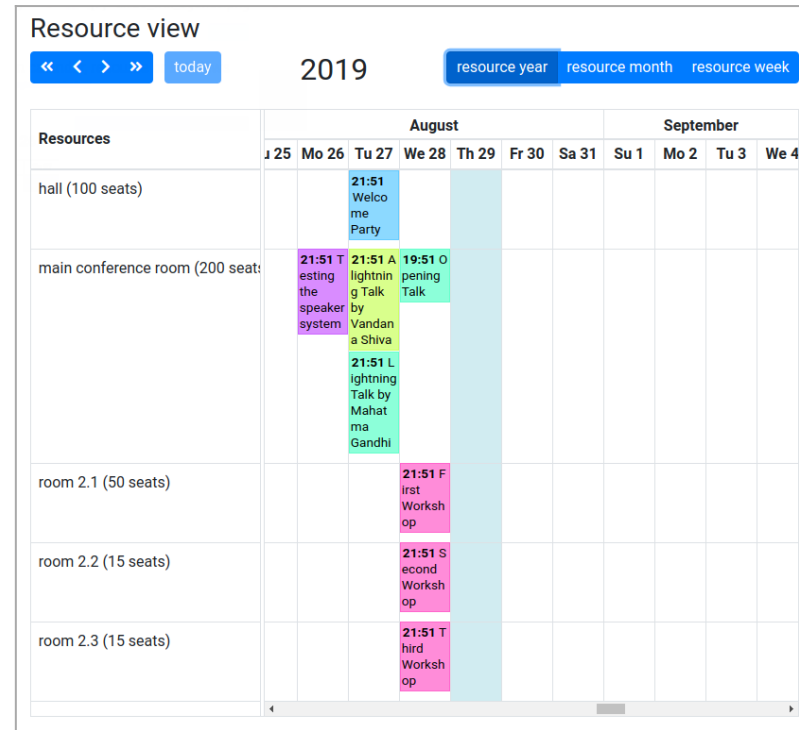 Resource view
« < > » today 2019 resource year resource month resource week
Resources
August September
u 25 Mo 26 Tu 27 We 28 Th 29 Fr 30 Sa 31 Su 1 Mo 2 Tu 3 We 4
hall (100 seats)
21:51
Welco
me
Party
main conference room (200 seats
21:51 T
esting
the
speaker
system
21:51 A
lightnin
g Talk
by
Vandan
a Shiva
21:51 L
ightning
Talk by
Mahat
ma
Gandhi
19:51 O
pening
Talk
room 2.1 (50 seats)
21:51 F
irst
Worksh
op
room 2.2 (15 seats)
21:51 S
econd
Worksh
op
room 2.3 (15 seats)
21:51 T
hird
Worksh
op